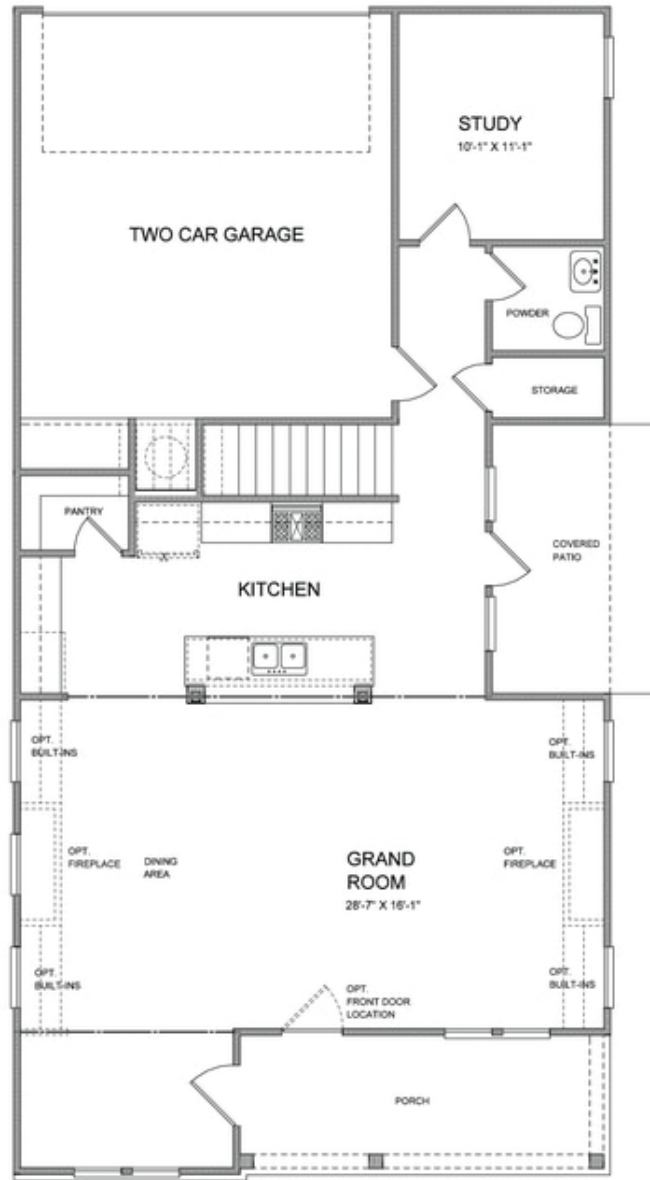 STUDY
10'-1" X 11'-1"
TWO CAR GARAGE
POWDER
STORAGE
PANTRY
COVERED
PATIO
KITCHEN
OPT.
BUILT-INS
OPT.
BUILT-INS
OPT.
FIREPLACE
DINING
AREA
GRAND
ROOM
28'-7" X 16'-1"
OPT.
FIREPLACE
OPT.
BUILT-INS
OPT.
FRONT DOOR
LOCATION
OPT.
BUILT-INS
PORCH